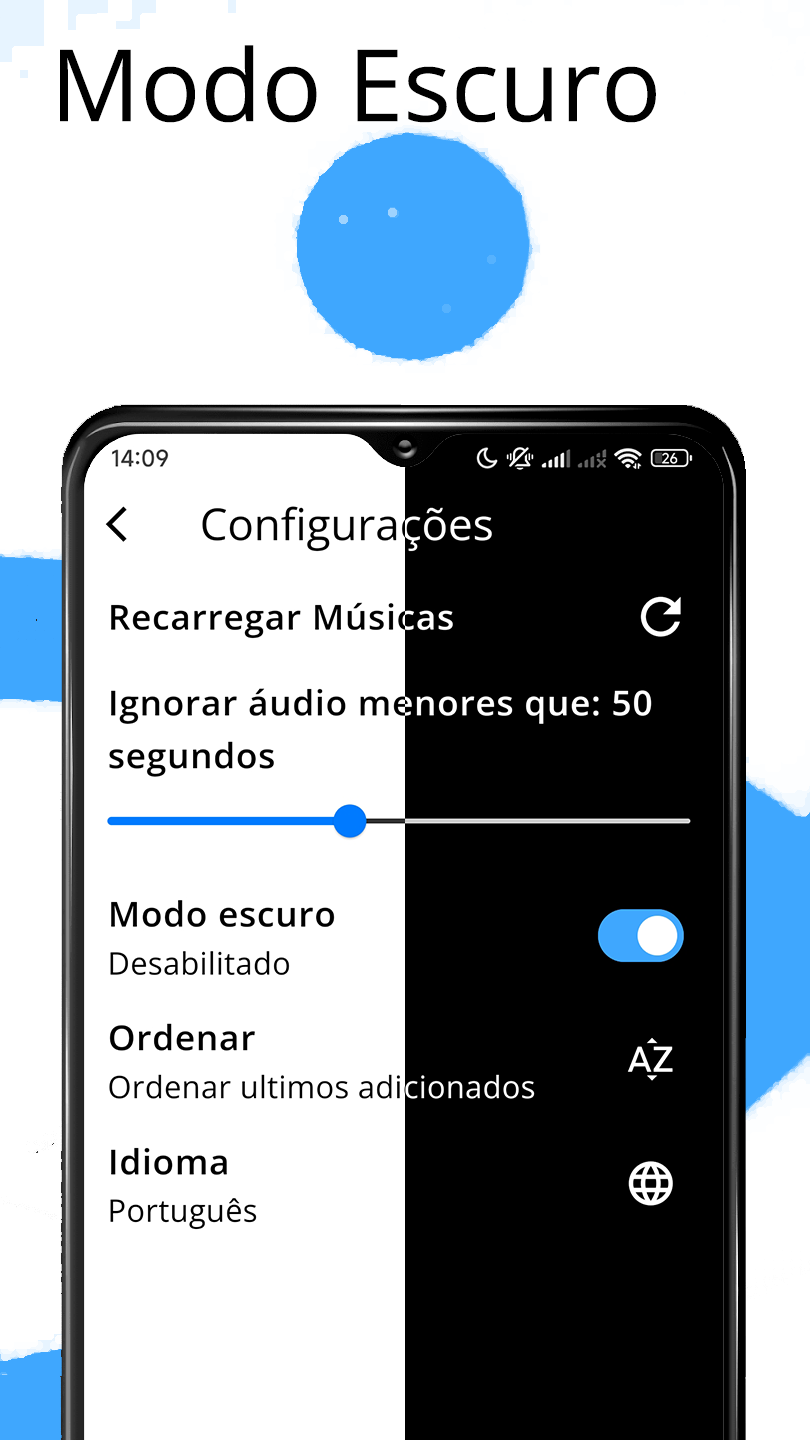 Modo Escuro
14:09
26
Configurações
Recarregar Músicas
Ignorar áudio menores que: 50
segundos
Modo escuro
Desabilitado
Ordenar
AZ
Ordenar ultimos adicionados
Idioma
Português